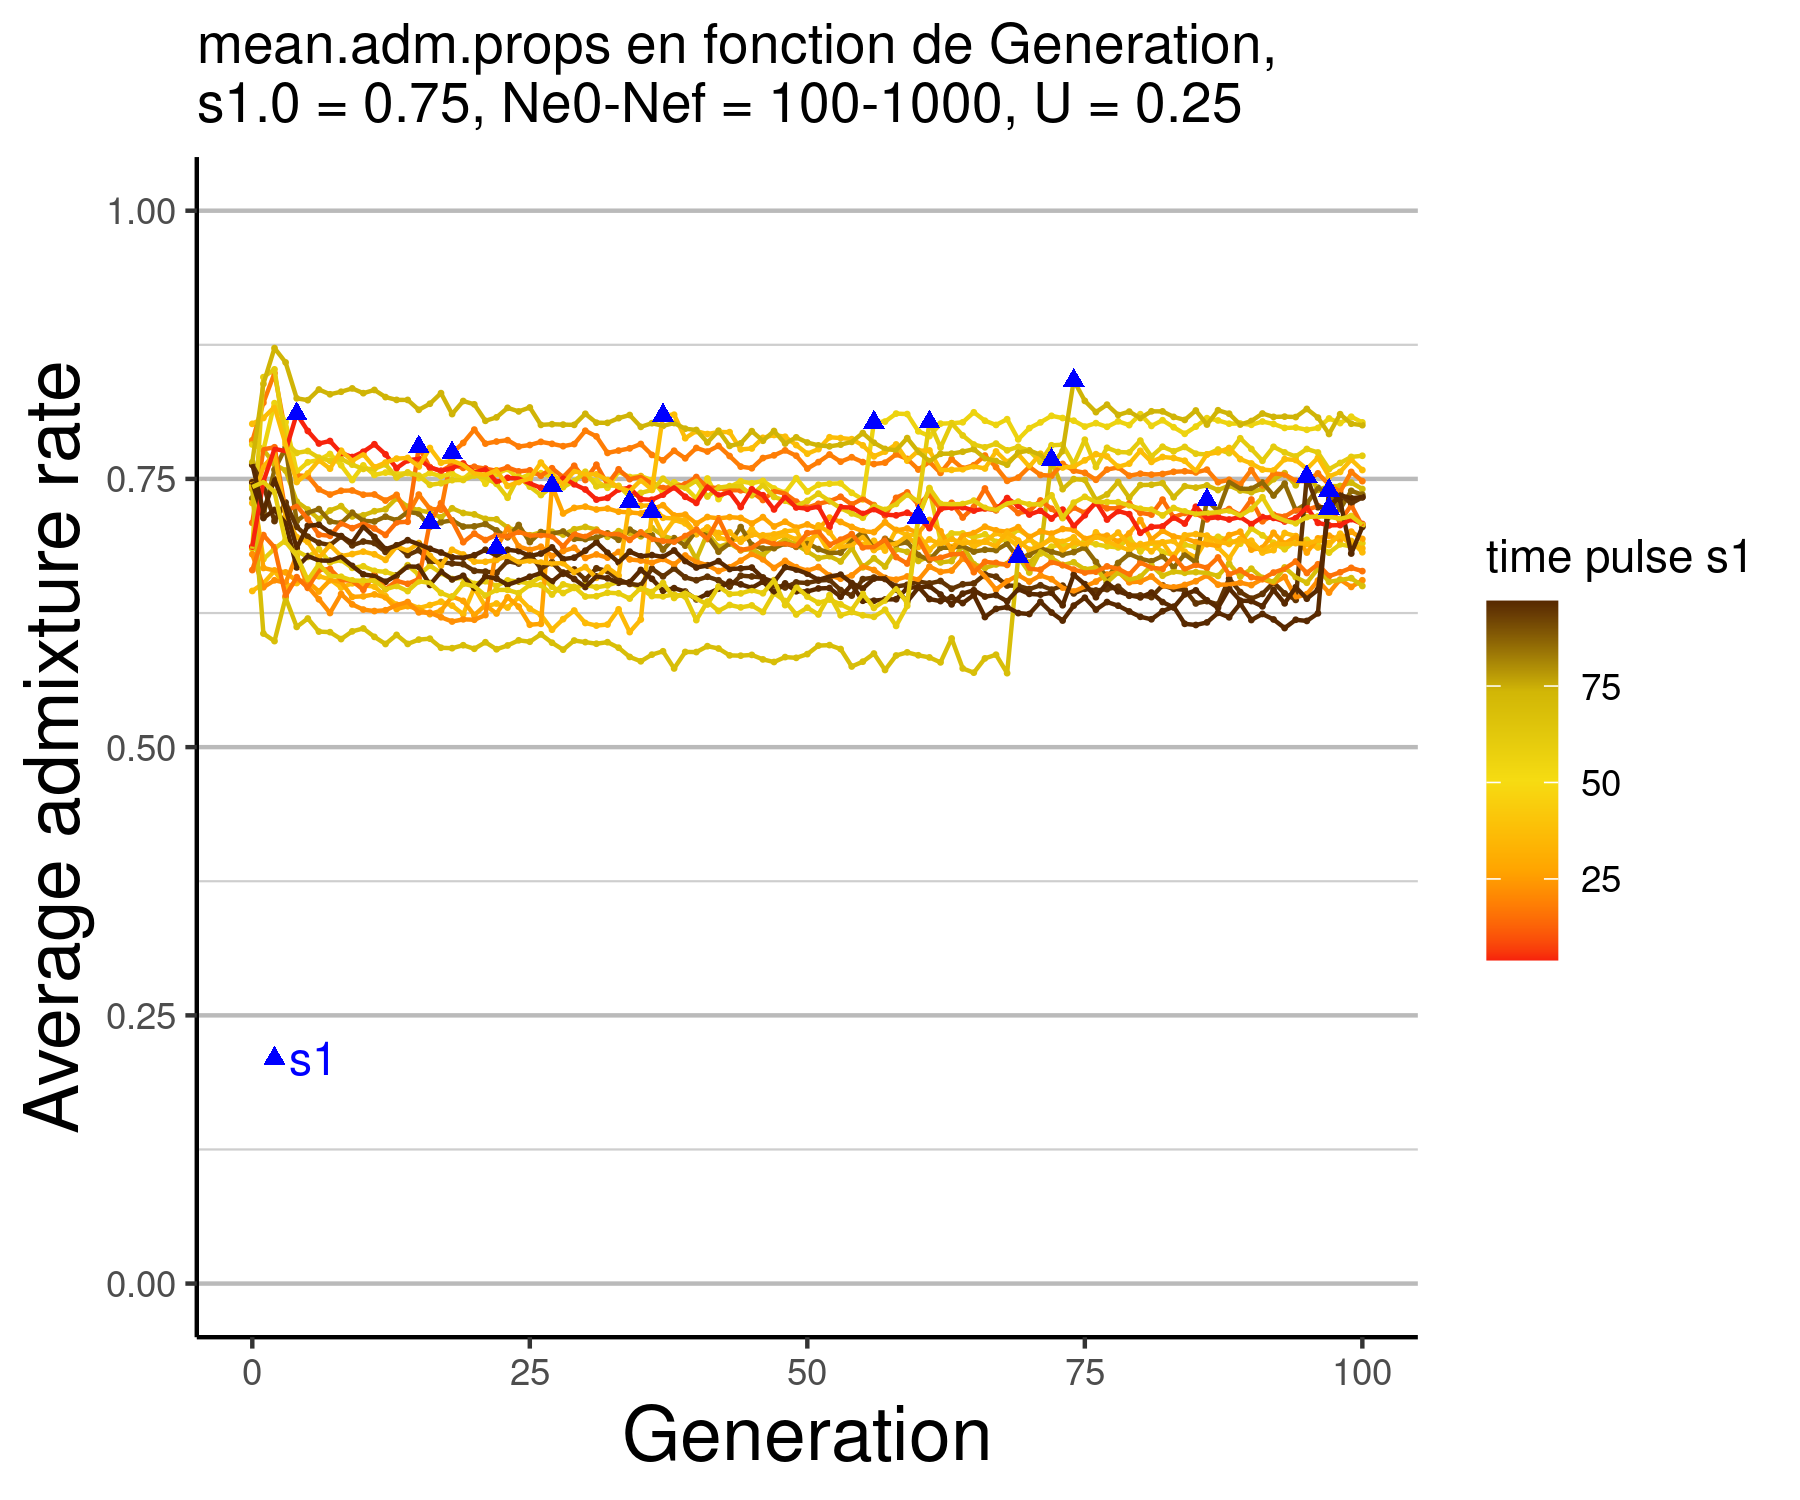 mean.adm.props en fonction de Generation,
s1.0 = 0.75, Ne0-Nef = 100-1000, U = 0.25
Average admixture rate
1.00
0.75
0.50
0.25
0.00
s1
0
25
50
75
100
Generation
time pulse s1
75
50
25